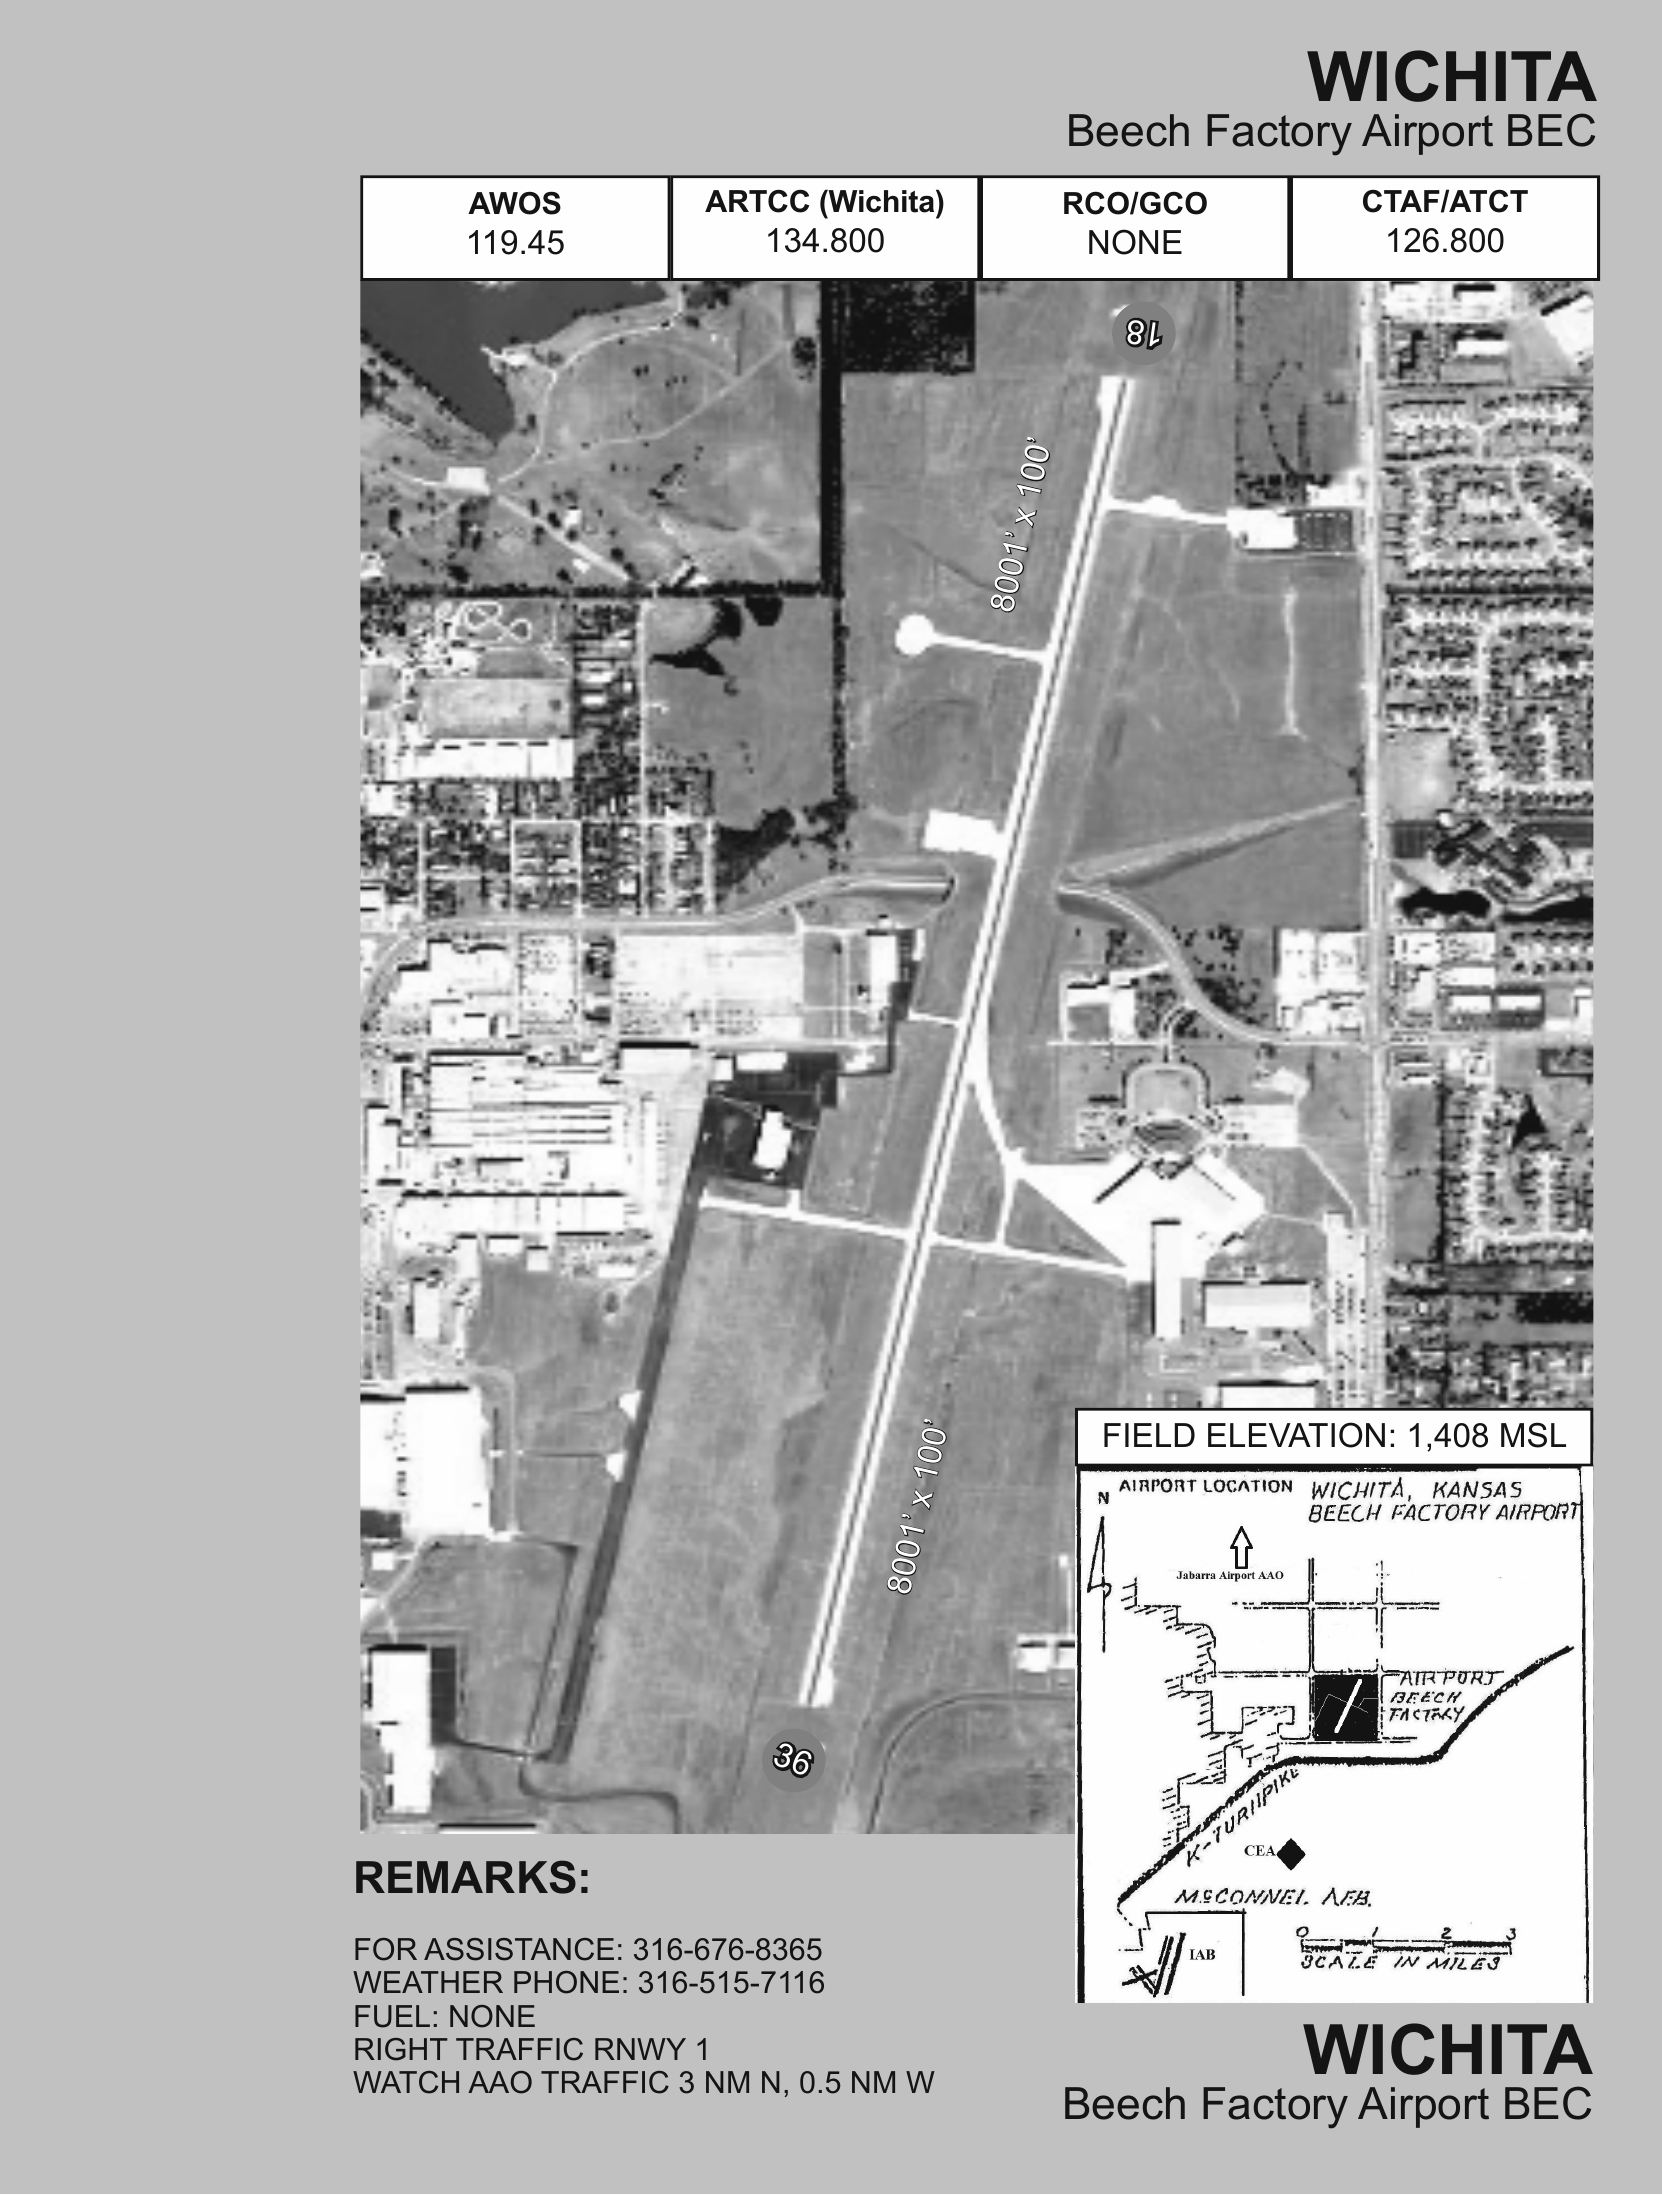 WICHITA
Beech Factory Airport BEC
AWOS
119.45
ARTCC (Wichita)
134.800
RCO/GCO
NONE
CTAF/ATCT
126.800
18
8001' x 100'
8001' x 100'
36
FIELD ELEVATION: 1,408 MSL
AIRPORT LOCATION
WICHITA, KANSAS
BEECH FACTORY AIRPORT
N
Jabarra Airport AAO
AIRPORT
BEECH
FACTORY
K-TURNPIKE
CEA
McCONNEL AFB.
IAB
0 1 2 3
SCALE IN MILES
REMARKS:
FOR ASSISTANCE: 316-676-8365
WEATHER PHONE: 316-515-7116
FUEL: NONE
RIGHT TRAFFIC RNWY 1
WATCH AAO TRAFFIC 3 NM N, 0.5 NM W
WICHITA
Beech Factory Airport BEC